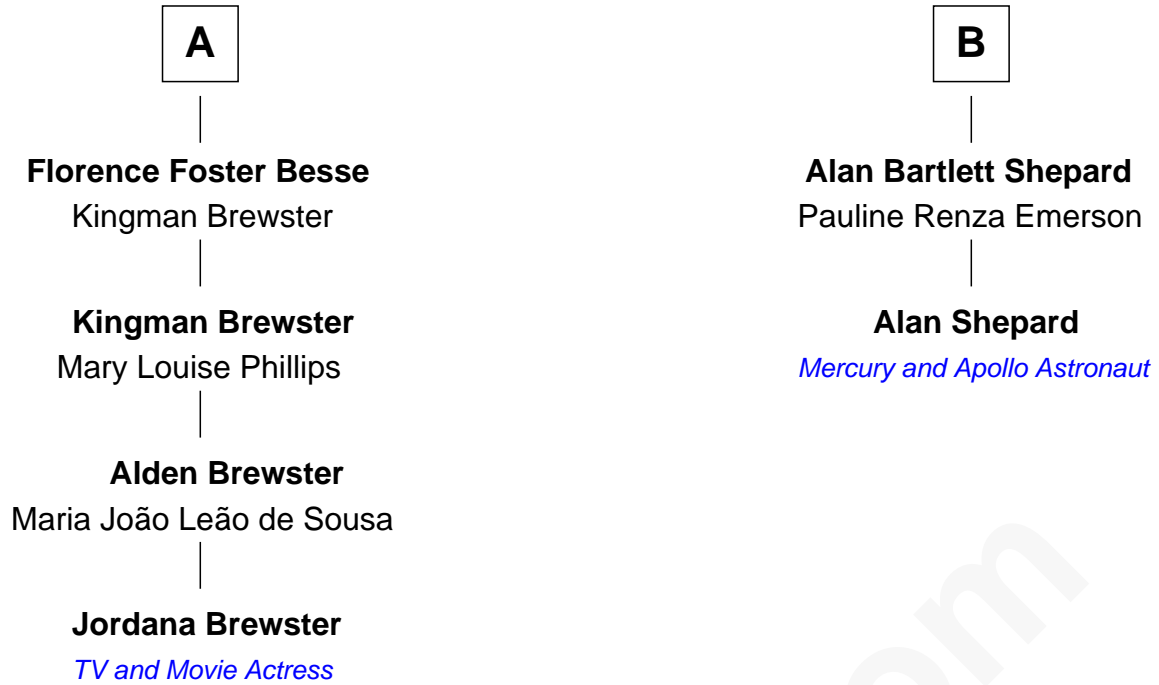 A
Florence Foster Besse
Kingman Brewster
Kingman Brewster
Mary Louise Phillips
Alden Brewster
Maria João Leão de Sousa
Jordana Brewster
TV and Movie Actress
B
Alan Bartlett Shepard
Pauline Renza Emerson
Alan Shepard
Mercury and Apollo Astronaut
om